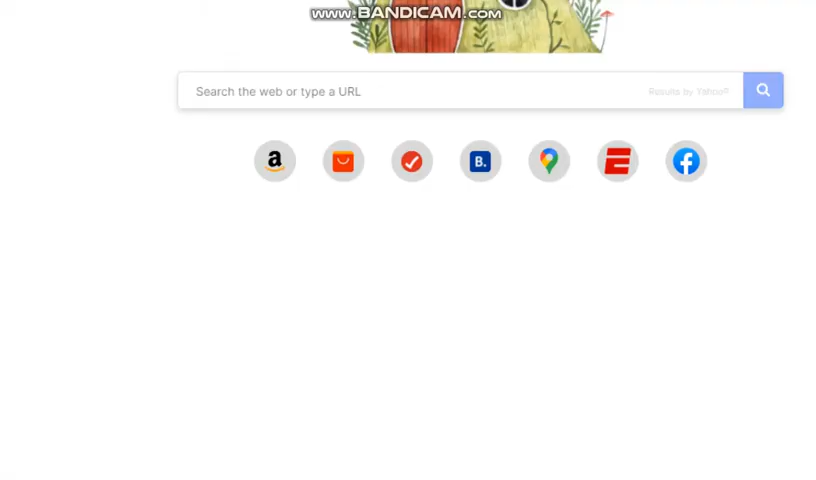 www.BANDICAM.com
Search the web or type a URL
Results by Yahoo®
a
B.
E